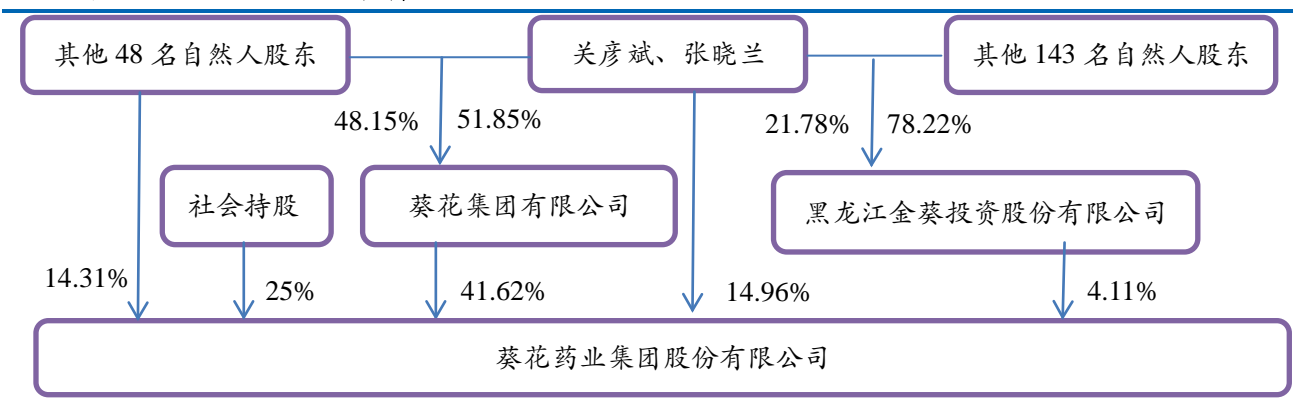 其他 48 名自然人股东
关彦斌、张晓兰
其他 143 名自然人股东
48.15%
51.85%
21.78%
78.22%
社会持股
葵花集团有限公司
黑龙江金葵投资股份有限公司
14.31%
25%
41.62%
14.96%
4.11%
葵花药业集团股份有限公司